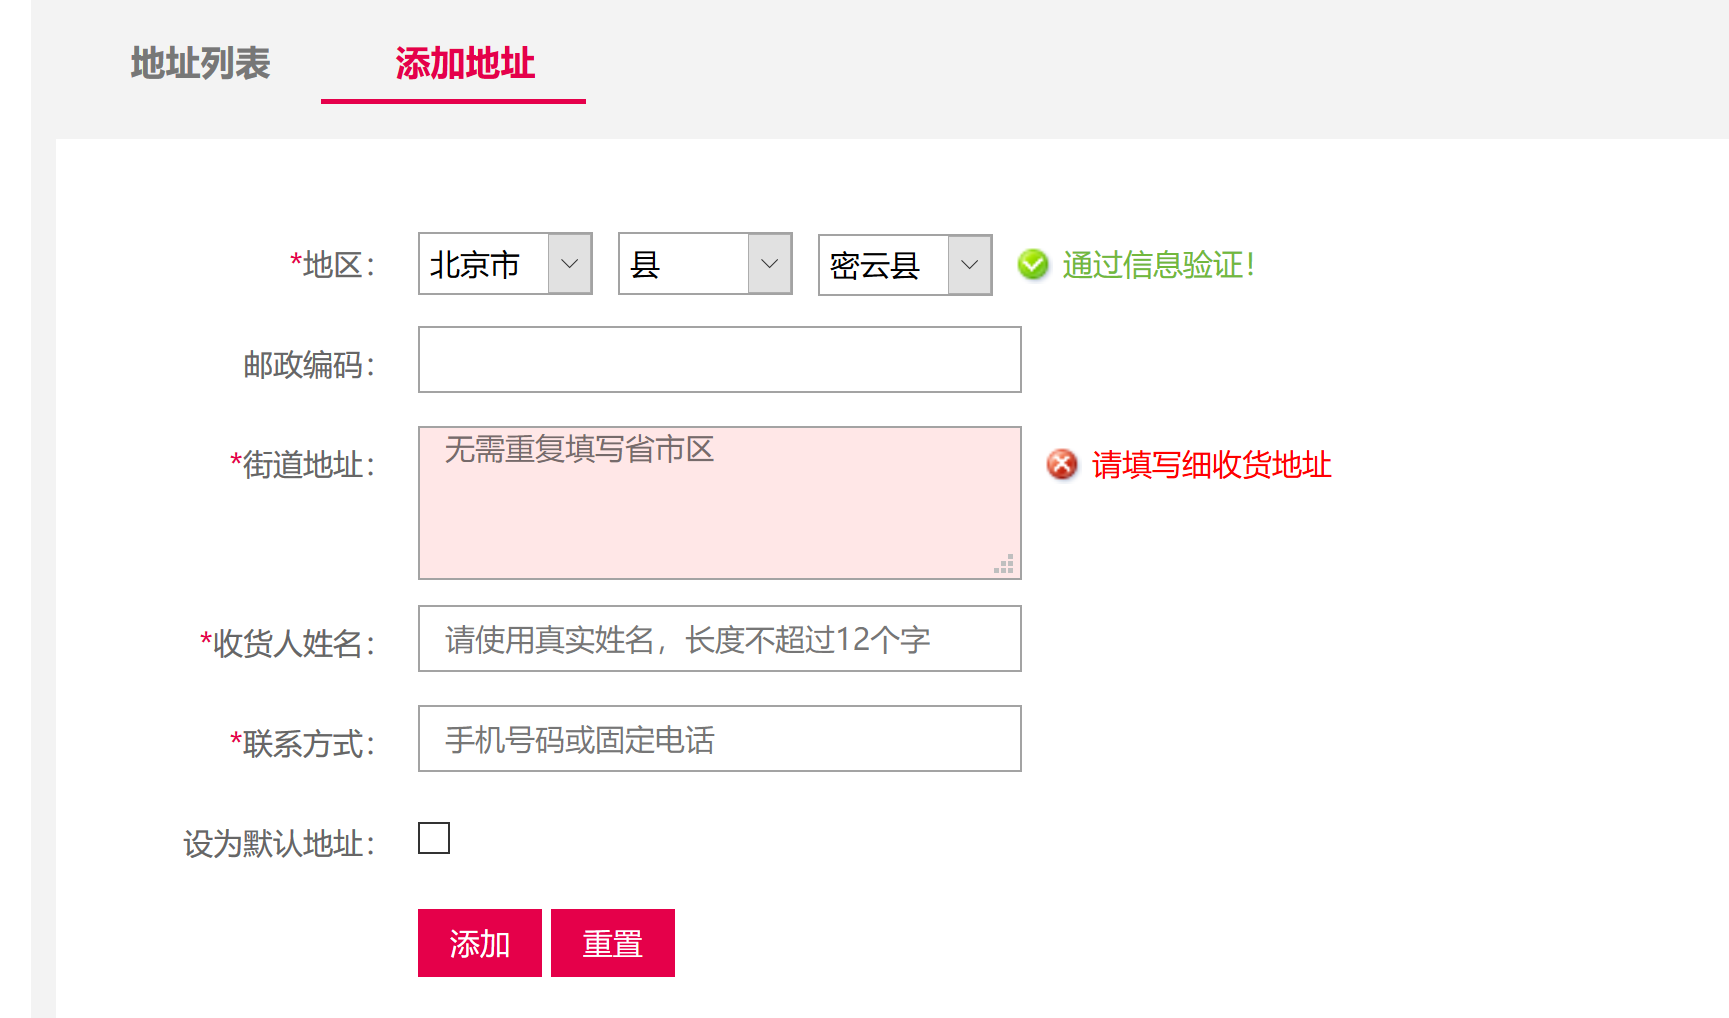 地址列表 添加地址
*地区： 北京市 县 密云县 通过信息验证！
邮政编码：
*街道地址： 无需重复填写省市区 请填写细收货地址
*收货人姓名： 请使用真实姓名，长度不超过12个字
*联系方式： 手机号码或固定电话
设为默认地址：
添加 重置